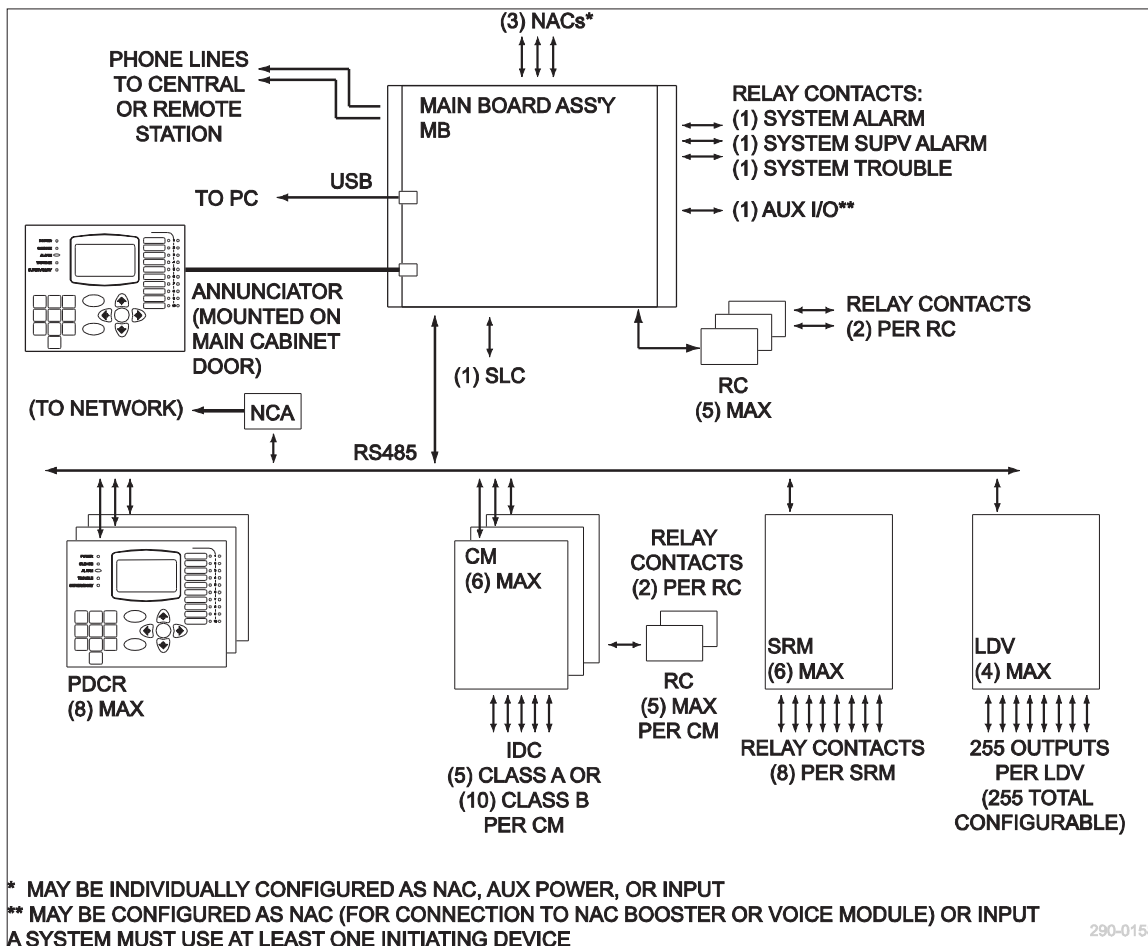 (3) NACs*
PHONE LINES
TO CENTRAL
OR REMOTE
STATION
MAIN BOARD ASS'Y
MB
RELAY CONTACTS:
(1) SYSTEM ALARM
(1) SYSTEM SUPV ALARM
(1) SYSTEM TROUBLE
USB
TO PC
(1) AUX I/O**
ANNUNCIATOR
(MOUNTED ON
MAIN CABINET
DOOR)
RELAY CONTACTS
(2) PER RC
(1) SLC
RC
(5) MAX
(TO NETWORK)
NCA
RS485
PDCR
(8) MAX
CM
(6) MAX
RELAY
CONTACTS
(2) PER RC
RC
(5) MAX
PER CM
IDC
(5) CLASS A OR
(10) CLASS B
PER CM
SRM
(6) MAX
RELAY CONTACTS
(8) PER SRM
LDV
(4) MAX
255 OUTPUTS
PER LDV
(255 TOTAL
CONFIGURABLE)
* MAY BE INDIVIDUALLY CONFIGURED AS NAC, AUX POWER, OR INPUT
** MAY BE CONFIGURED AS NAC (FOR CONNECTION TO NAC BOOSTER OR VOICE MODULE) OR INPUT
A SYSTEM MUST USE AT LEAST ONE INITIATING DEVICE